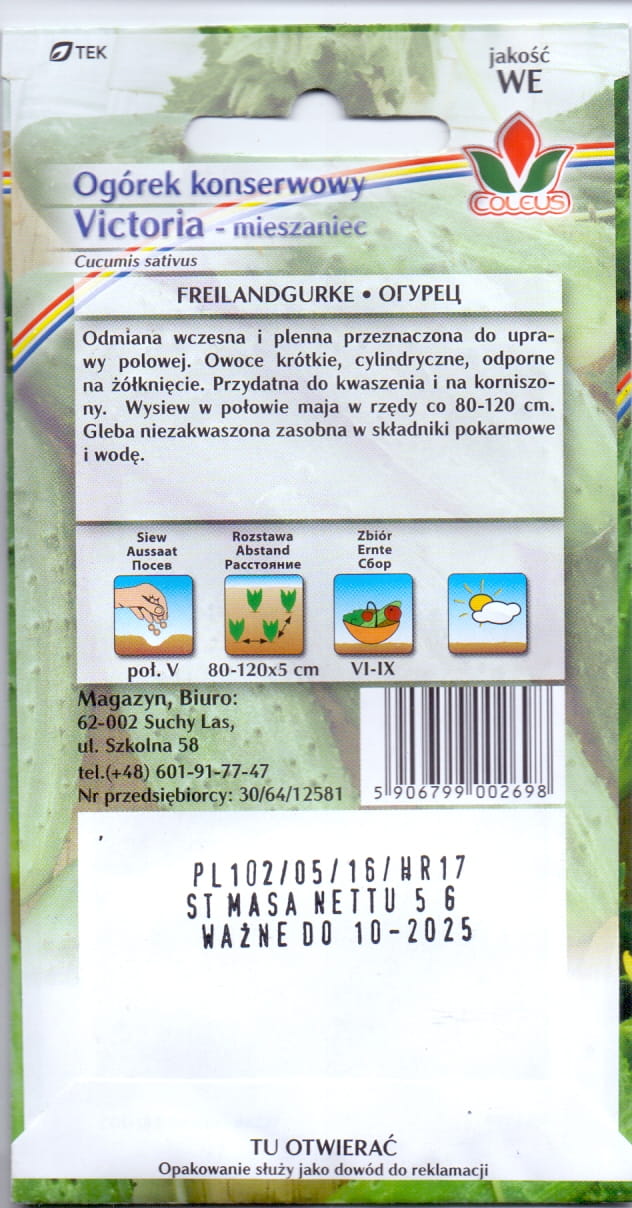 TEK
jakość
WE
COLEUS
Ogórek konserwowy
Victoria - mieszaniec
Cucumis sativus
FREILANDGURKE • ОГУРЕЦ
Odmiana wczesna i plenna przeznaczona do upra-
wy polowej. Owoce krótkie, cylindryczne, odporne
na żółknięcie. Przydatna do kwaszenia i na korniszo-
ny. Wysiew w połowie maja w rzędy co 80-120 cm.
Gleba niezakwaszona zasobna w składniki pokarmowe
i wodę.
Siew Rozstawa Zbiór
Aussaat Abstand Ernte
Посев Расстояние Сбор
poł. V 80-120x5 cm VI-IX
Magazyn, Biuro:
62-002 Suchy Las,
ul. Szkolna 58
tel.(+48) 601-91-77-47
Nr przedsiębiorcy: 30/64/12581
5 906799 002698
PL102/05/16/HR17
ST MASA NETTU 5 G
WAŻNE DO 10-2025
TU OTWIERAĆ
Opakowanie służy jako dowód do reklamacji